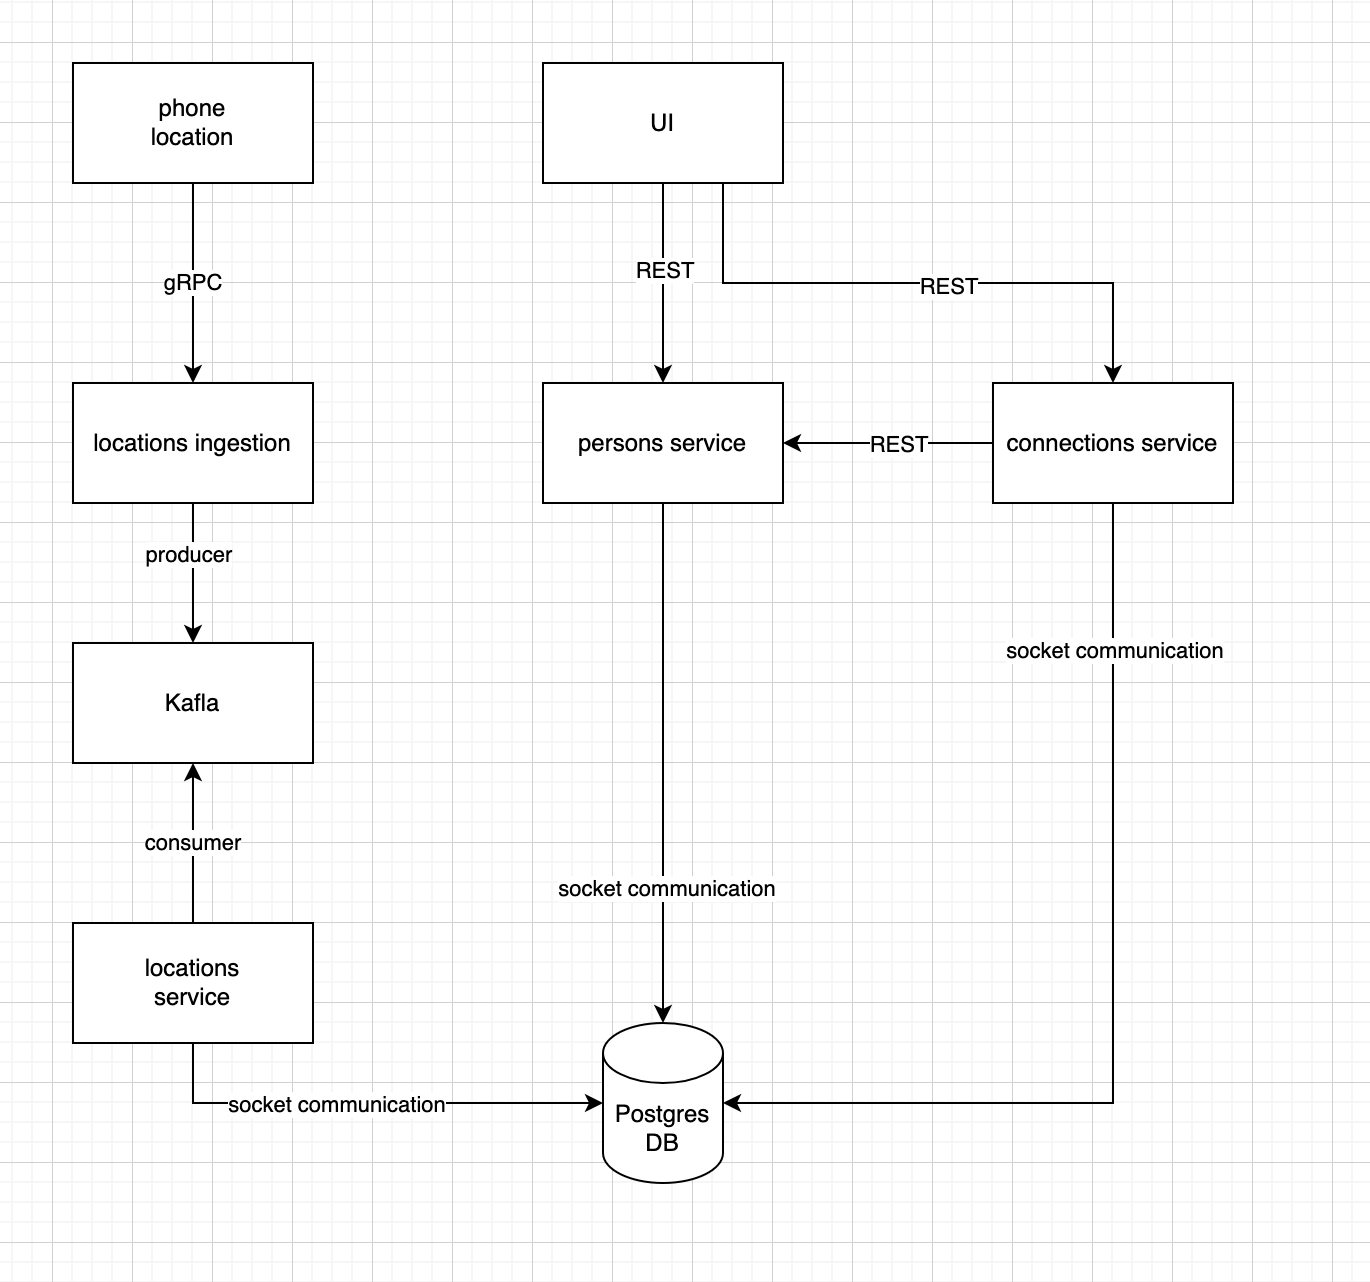 phone
location
UI
gRPC
REST
REST
locations ingestion
persons service
REST
connections service
producer
socket communication
Kafla
consumer
socket communication
locations
service
socket communication
Postgres
DB